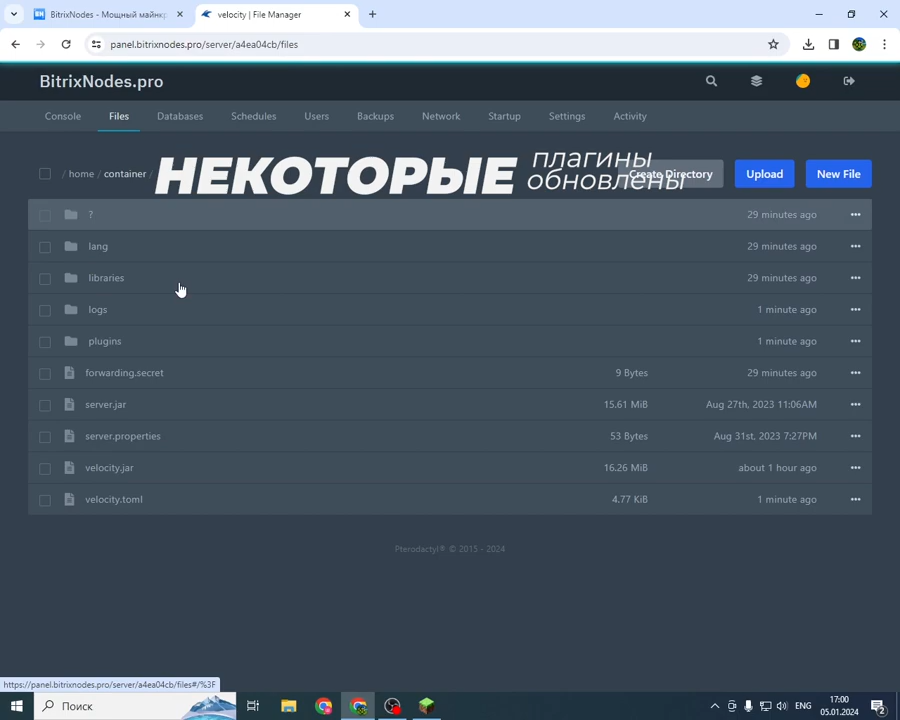 BitrixNodes - Мощный майнкр
velocity | File Manager
panel.bitrixnodes.pro/server/a4ea04cb/files
BitrixNodes.pro
Console Files Databases Schedules Users Backups Network Startup Settings Activity
/ home / container /
НЕКОТОРЫЕ
плагины
обновлены
Create Directory Upload New File
? 29 minutes ago
lang 29 minutes ago
libraries 29 minutes ago
logs 1 minute ago
plugins 1 minute ago
forwarding.secret 9 Bytes 29 minutes ago
server.jar 15.61 MiB Aug 27th, 2023 11:06AM
server.properties 53 Bytes Aug 31st, 2023 7:27PM
velocity.jar 16.26 MiB about 1 hour ago
velocity.toml 4.77 KiB 1 minute ago
Pterodactyl® © 2015 - 2024
https://panel.bitrixnodes.pro/server/a4ea04cb/files#/%3F
Поиск
ENG
17:00
05.01.2024
2